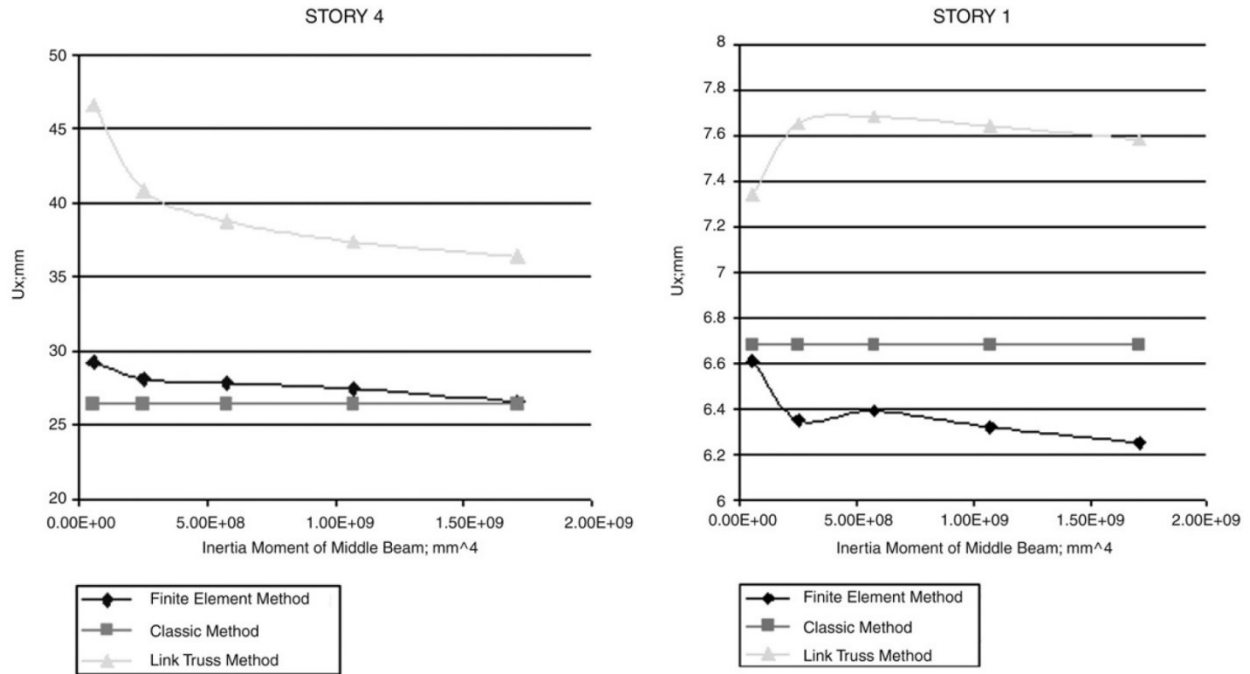 STORY 4
50
45
40
35
30
25
20
Ux;mm
0.00E+00 5.00E+08 1.00E+09 1.50E+09 2.00E+09
Inertia Moment of Middle Beam; mm^4
Finite Element Method
Classic Method
Link Truss Method
STORY 1
8
7.8
7.6
7.4
7.2
7
6.8
6.6
6.4
6.2
6
Ux;mm
0.00E+00 5.00E+08 1.00E+09 1.50E+09 2.00E+09
Inertia Moment of Middle Beam; mm^4
Finite Element Method
Classic Method
Link Truss Method